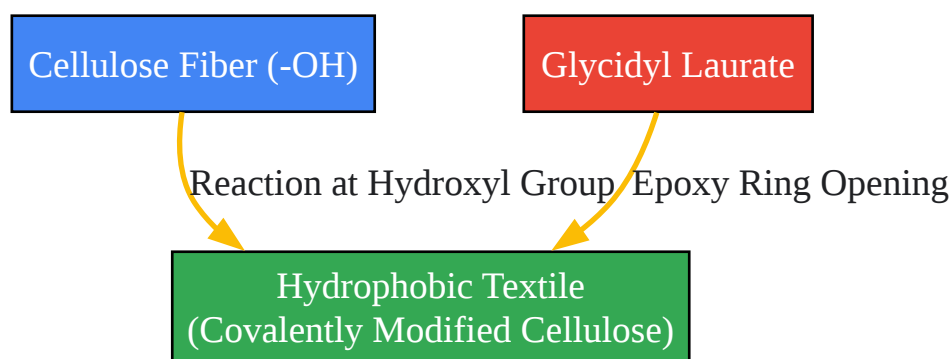 Cellulose Fiber (-OH)
Glycidyl Laurate
Reaction at Hydroxyl Group
Epoxy Ring Opening
Hydrophobic Textile
(Covalently Modified Cellulose)